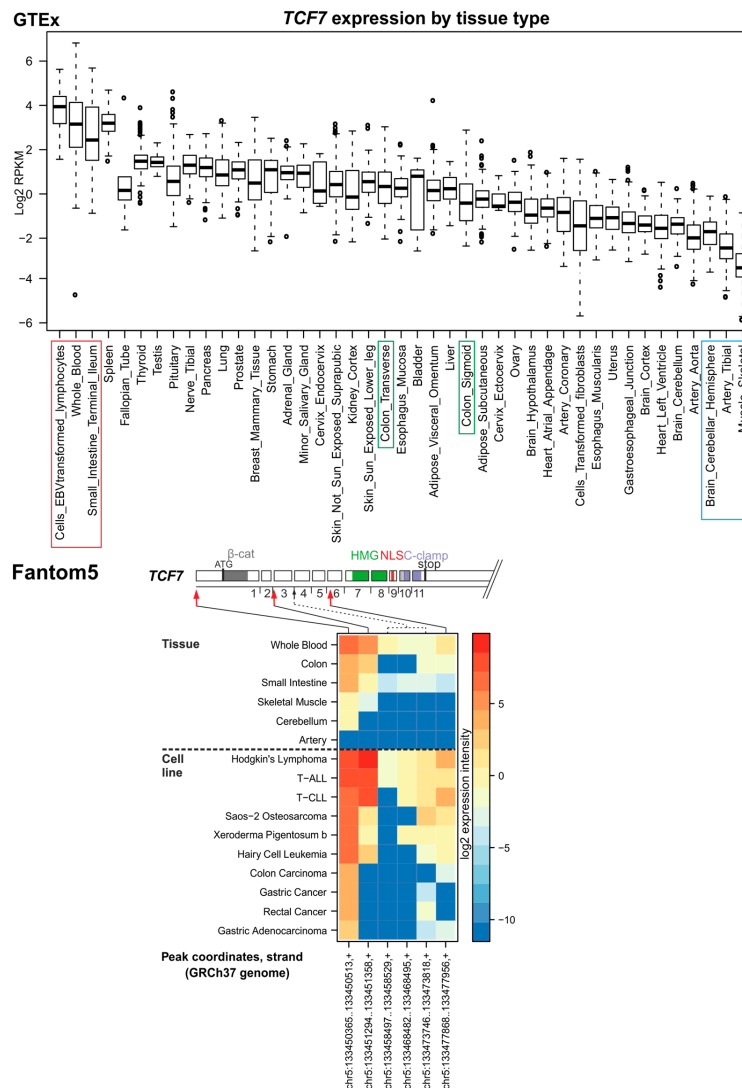 GTEx
TCF7 expression by tissue type
Log2 RPKM
6
4
2
0
−2
−4
−6
Cells_EBVtransformed_lymphocytes
Whole_Blood
Small_Intestine_Terminal_Ileum
Spleen
Fallopian_Tube
Thyroid
Testis
Pituitary
Nerve_Tibial
Pancreas
Lung
Prostate
Breast_Mammary_Tissue
Stomach
Adrenal_Gland
Minor_Salivary_Gland
Cervix_Endocervix
Skin_Not_Sun_Exposed_Suprapubic
Kidney_Cortex
Skin_Sun_Exposed_Lower_leg
Colon_Transverse
Esophagus_Mucosa
Bladder
Adipose_Visceral_Omentum
Liver
Colon_Sigmoid
Adipose_Subcutaneous
Cervix_Ectocervix
Ovary
Brain_Hypothalamus
Heart_Atrial_Appendage
Artery_Coronary
Cells_Transformed_fibroblasts
Esophagus_Muscularis
Uterus
Gastroesophageal_Junction
Brain_Cortex
Heart_Left_Ventricle
Brain_Cerebellum
Artery_Aorta
Brain_Cerebellar_Hemisphere
Artery_Tibial
Fantom5
TCF7
β-cat
ATG
HMG NLS C-clamp
stop
1 2 3 4 5 6 7 8 9 10 11
Tissue
Whole Blood
Colon
Small Intestine
Skeletal Muscle
Cerebellum
Artery
Cell
line
Hodgkin's Lymphoma
T−ALL
T−CLL
Saos−2 Osteosarcoma
Xeroderma Pigentosum b
Hairy Cell Leukemia
Colon Carcinoma
Gastric Cancer
Rectal Cancer
Gastric Adenocarcinoma
log2 expression intensity
5
0
−5
−10
Peak coordinates, strand
(GRCh37 genome)
chr5:133450365..133450513,+
chr5:133451294..133451358,+
chr5:133458497..133458529,+
chr5:133468482..133468495,+
chr5:133473746..133473818,+
chr5:133477868..133477956,+